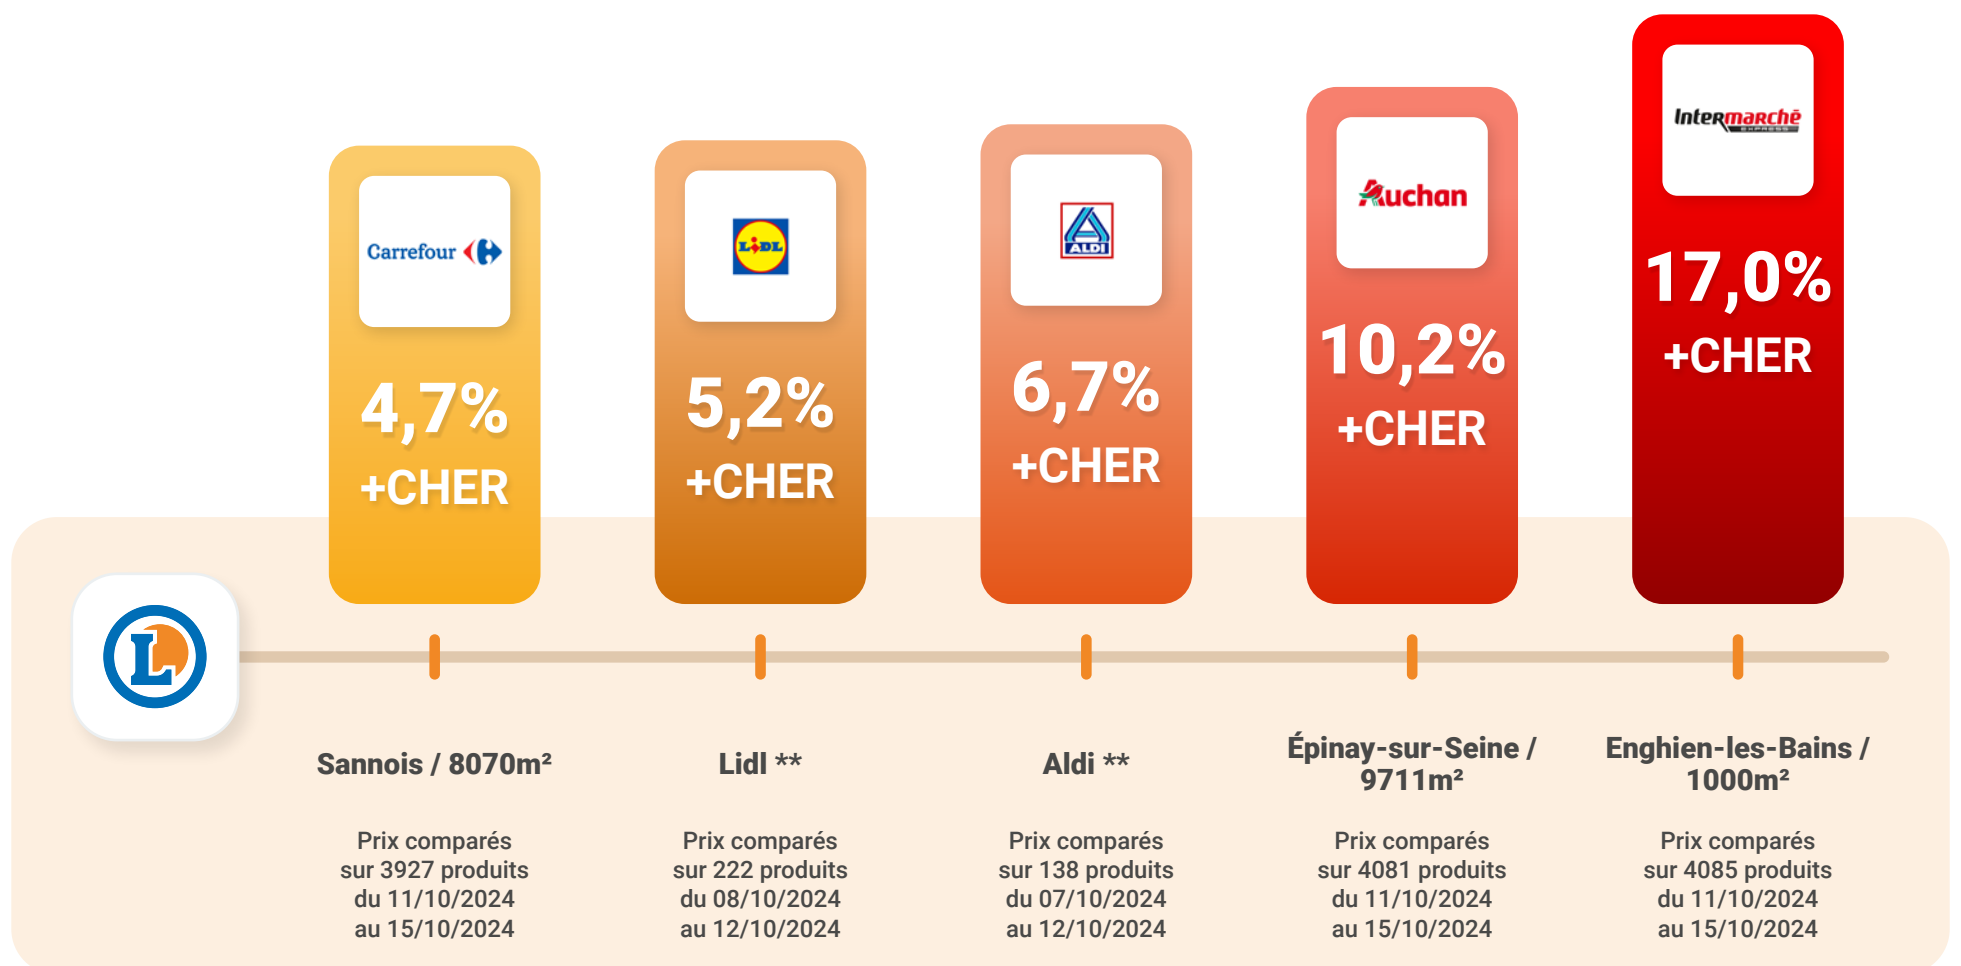 Carrefour
4,7%
+CHER
LIDL
5,2%
+CHER
ALDI
6,7%
+CHER
Auchan
10,2%
+CHER
Intermarchē
EXPRESS
17,0%
+CHER
L
Sannois / 8070m²
Prix comparés
sur 3927 produits
du 11/10/2024
au 15/10/2024
Lidl **
Prix comparés
sur 222 produits
du 08/10/2024
au 12/10/2024
Aldi **
Prix comparés
sur 138 produits
du 07/10/2024
au 12/10/2024
Épinay-sur-Seine /
9711m²
Prix comparés
sur 4081 produits
du 11/10/2024
au 15/10/2024
Enghien-les-Bains /
1000m²
Prix comparés
sur 4085 produits
du 11/10/2024
au 15/10/2024